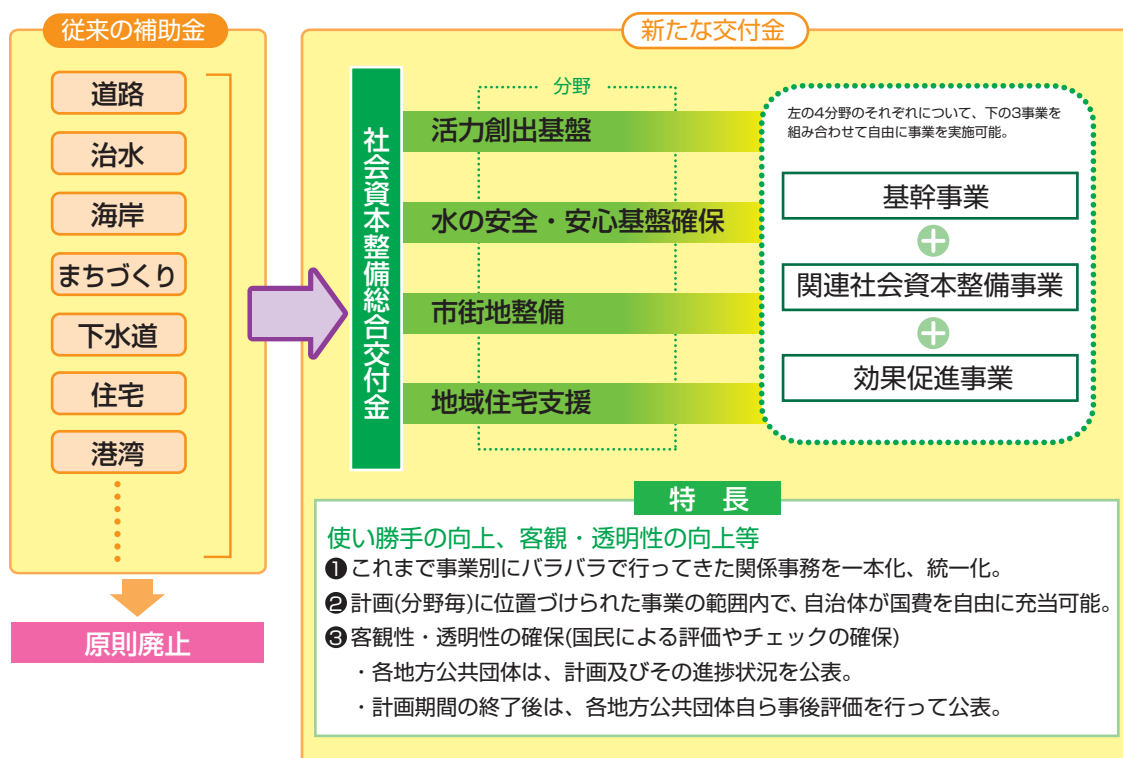 従来の補助金
道路
治水
海岸
まちづくり
下水道
住宅
港湾
原則廃止
新たな交付金
社会資本整備総合交付金
分野
活力創出基盤
水の安全・安心基盤確保
市街地整備
地域住宅支援
左の4分野のそれぞれについて、下の3事業を
組み合わせて自由に事業を実施可能。
基幹事業
+
関連社会資本整備事業
+
効果促進事業
特 長
使い勝手の向上、客観・透明性の向上等
❶これまで事業別にバラバラで行ってきた関係事務を一本化、統一化。
❷計画(分野毎)に位置づけられた事業の範囲内で、自治体が国費を自由に充当可能。
❸客観性・透明性の確保(国民による評価やチェックの確保)
・各地方公共団体は、計画及びその進捗状況を公表。
・計画期間の終了後は、各地方公共団体自ら事後評価を行って公表。